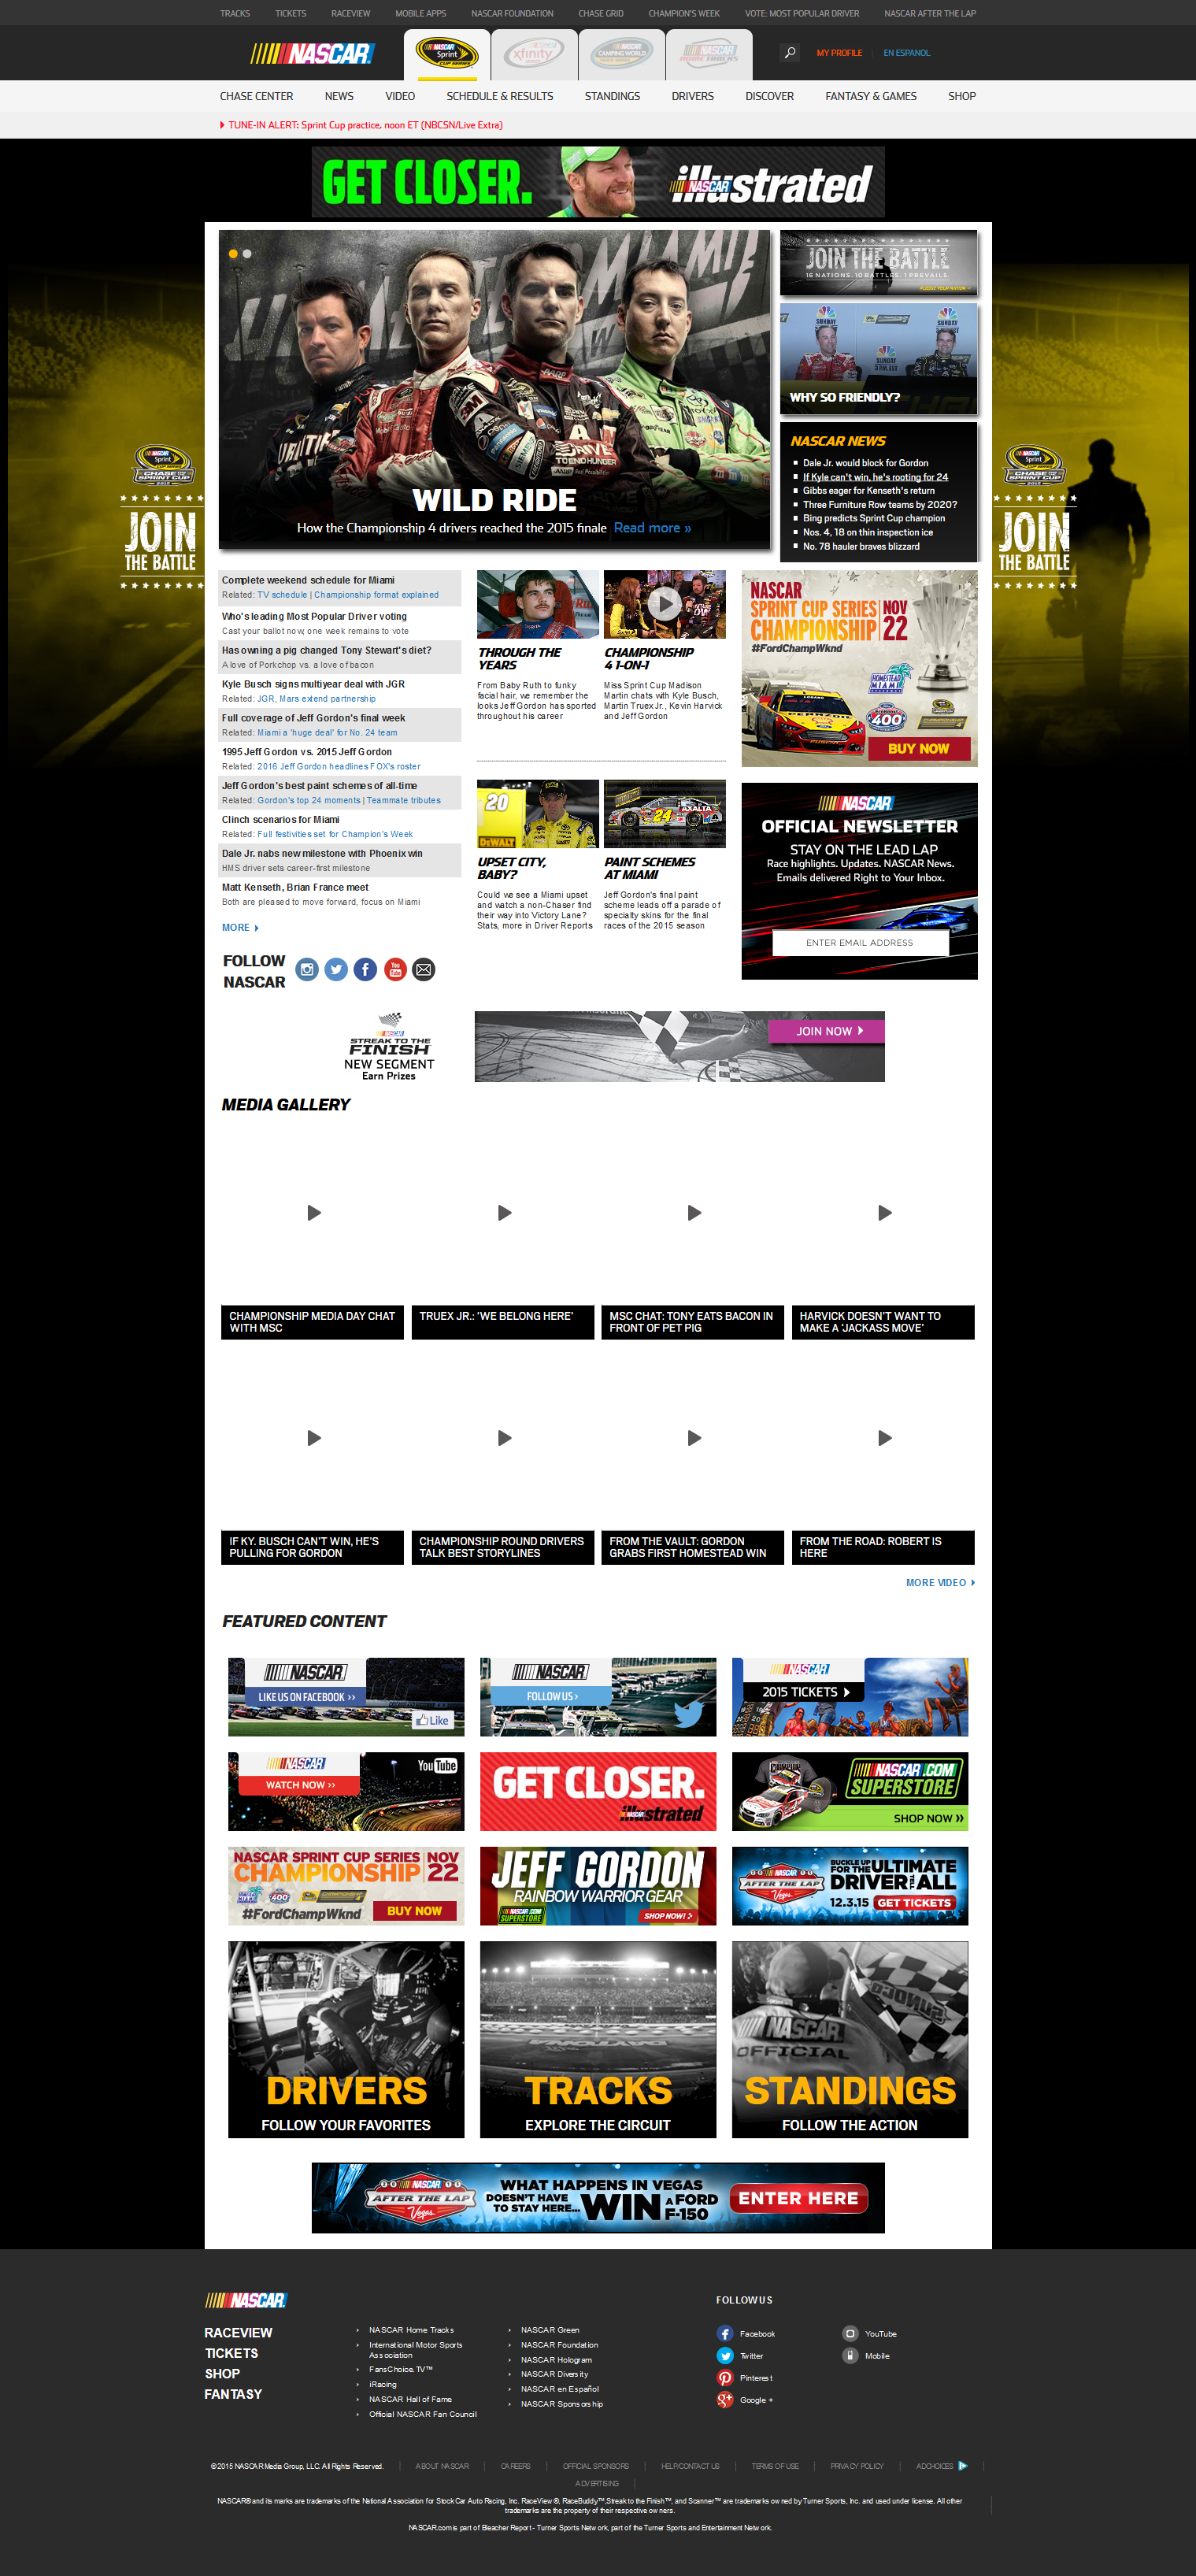 TRACKS TICKETS RACEVIEW MOBILE APPS NASCAR FOUNDATION CHASE GRID CHAMPION'S WEEK VOTE: MOST POPULAR DRIVER NASCAR AFTER THE LAP
NASCAR Sprint CUP SERIES xfinity CAMPING WORLD NASCAR HOME TRACKS MY PROFILE EN ESPANOL
CHASE CENTER NEWS VIDEO SCHEDULE & RESULTS STANDINGS DRIVERS DISCOVER FANTASY & GAMES SHOP
TUNE-IN ALERT: Sprint Cup practice, noon ET (NBCSN/Live Extra)
GET CLOSER. NASCAR illustrated
JOIN THE BATTLE
16 NATIONS. 10 BATTLES. 1 PREVAILS.
WHY SO FRIENDLY?
NASCAR NEWS
Dale Jr. would block for Gordon
If Kyle can't win, he's rooting for 24
Gibbs eager for Kenseth's return
Three Furniture Row teams by 2020?
Bing predicts Sprint Cup champion
Nos. 4, 18 on thin inspection ice
No. 78 hauler braves blizzard
WILD RIDE
How the Championship 4 drivers reached the 2015 finale Read more »
JOIN
THE BATTLE
JOIN
THE BATTLE
Complete weekend schedule for Miami
Related: TV schedule | Championship format explained
Who's leading Most Popular Driver voting
Cast your ballot now, one week remains to vote
Has owning a pig changed Tony Stewart's diet?
A love of Porkchop vs. a love of bacon
Kyle Busch signs multiyear deal with JGR
Related: JGR, Mars extend partnership
Full coverage of Jeff Gordon's final week
Related: Miami a 'huge deal' for No. 24 team
1995 Jeff Gordon vs. 2015 Jeff Gordon
Related: 2016 Jeff Gordon headlines FOX's roster
Jeff Gordon's best paint schemes of all-time
Related: Gordon's top 24 moments | Teammate tributes
Clinch scenarios for Miami
Related: Full festivities set for Champion's Week
Dale Jr. nabs new milestone with Phoenix win
HMS driver sets career-first milestone
Matt Kenseth, Brian France meet
Both are pleased to move forward, focus on Miami
MORE
FOLLOW
NASCAR
THROUGH THE
YEARS
From Baby Ruth to funky
facial hair, we remember the
looks Jeff Gordon has sported
throughout his career
CHAMPIONSHIP
4 1-ON-1
Miss Sprint Cup Madison
Martin chats with Kyle Busch,
Martin Truex Jr., Kevin Harvick
and Jeff Gordon
UPSET CITY,
BABY?
Could we see a Miami upset
and watch a non-Chaser find
their way into Victory Lane?
Stats, more in Driver Reports
PAINT SCHEMES
AT MIAMI
Jeff Gordon's final paint
scheme leads off a parade of
specialty skins for the final
races of the 2015 season
NASCAR
SPRINT CUP SERIES NOV
CHAMPIONSHIP 22
#FordChampWknd
HOMESTEAD MIAMI
400
BUY NOW
NASCAR
OFFICIAL NEWSLETTER
STAY ON THE LEAD LAP
Race highlights. Updates. NASCAR News.
Emails delivered Right to Your Inbox.
ENTER EMAIL ADDRESS
NASCAR
STREAK TO THE
FINISH
NEW SEGMENT
Earn Prizes
JOIN NOW
MEDIA GALLERY
CHAMPIONSHIP MEDIA DAY CHAT
WITH MSC
TRUEX JR.: 'WE BELONG HERE'
MSC CHAT: TONY EATS BACON IN
FRONT OF PET PIG
HARVICK DOESN'T WANT TO
MAKE A 'JACKASS MOVE'
IF KY. BUSCH CAN'T WIN, HE'S
PULLING FOR GORDON
CHAMPIONSHIP ROUND DRIVERS
TALK BEST STORYLINES
FROM THE VAULT: GORDON
GRABS FIRST HOMESTEAD WIN
FROM THE ROAD: ROBERT IS
HERE
MORE VIDEO
FEATURED CONTENT
NASCAR
LIKE US ON FACEBOOK >>
Like
NASCAR
FOLLOW US >
NASCAR
2015 TICKETS
NASCAR
WATCH NOW >>
YouTube
GET CLOSER.
NASCAR illustrated
NASCAR.COM
SUPERSTORE
SHOP NOW »
NASCAR SPRINT CUP SERIES NOV
CHAMPIONSHIP 22
#FordChampWknd BUY NOW
JEFF GORDON
RAINBOW WARRIOR GEAR
NASCAR.COM SUPERSTORE SHOP NOW! >
NASCAR AFTER THE LAP Vegas
BUCKLE UP FOR THE ULTIMATE
DRIVER TELL ALL
12.3.15 GET TICKETS
DRIVERS
FOLLOW YOUR FAVORITES
TRACKS
EXPLORE THE CIRCUIT
STANDINGS
FOLLOW THE ACTION
NASCAR AFTER THE LAP Vegas
WHAT HAPPENS IN VEGAS
DOESN'T HAVE TO STAY HERE... WIN A FORD F-150
ENTER HERE
NASCAR
RACEVIEW
TICKETS
SHOP
FANTASY
NASCAR Home Tracks
International Motor Sports
Association
FansChoice.TV™
iRacing
NASCAR Hall of Fame
Official NASCAR Fan Council
NASCAR Green
NASCAR Foundation
NASCAR Hologram
NASCAR Diversity
NASCAR en Español
NASCAR Sponsorship
FOLLOW US
Facebook
Twitter
Pinterest
Google +
YouTube
Mobile
© 2015 NASCAR Media Group, LLC. All Rights Reserved. ABOUT NASCAR CAREERS OFFICIAL SPONSORS HELP/CONTACT US TERMS OF USE PRIVACY POLICY ADCHOICES
ADVERTISING
NASCAR® and its marks are trademarks of the National Association for Stock Car Auto Racing, Inc. RaceView®, RaceBuddy™,Streak to the Finish™, and Scanner™ are trademarks owned by Turner Sports, Inc. and used under license. All other
trademarks are the property of their respective owners.
NASCAR.com is part of Bleacher Report - Turner Sports Network, part of the Turner Sports and Entertainment Network.